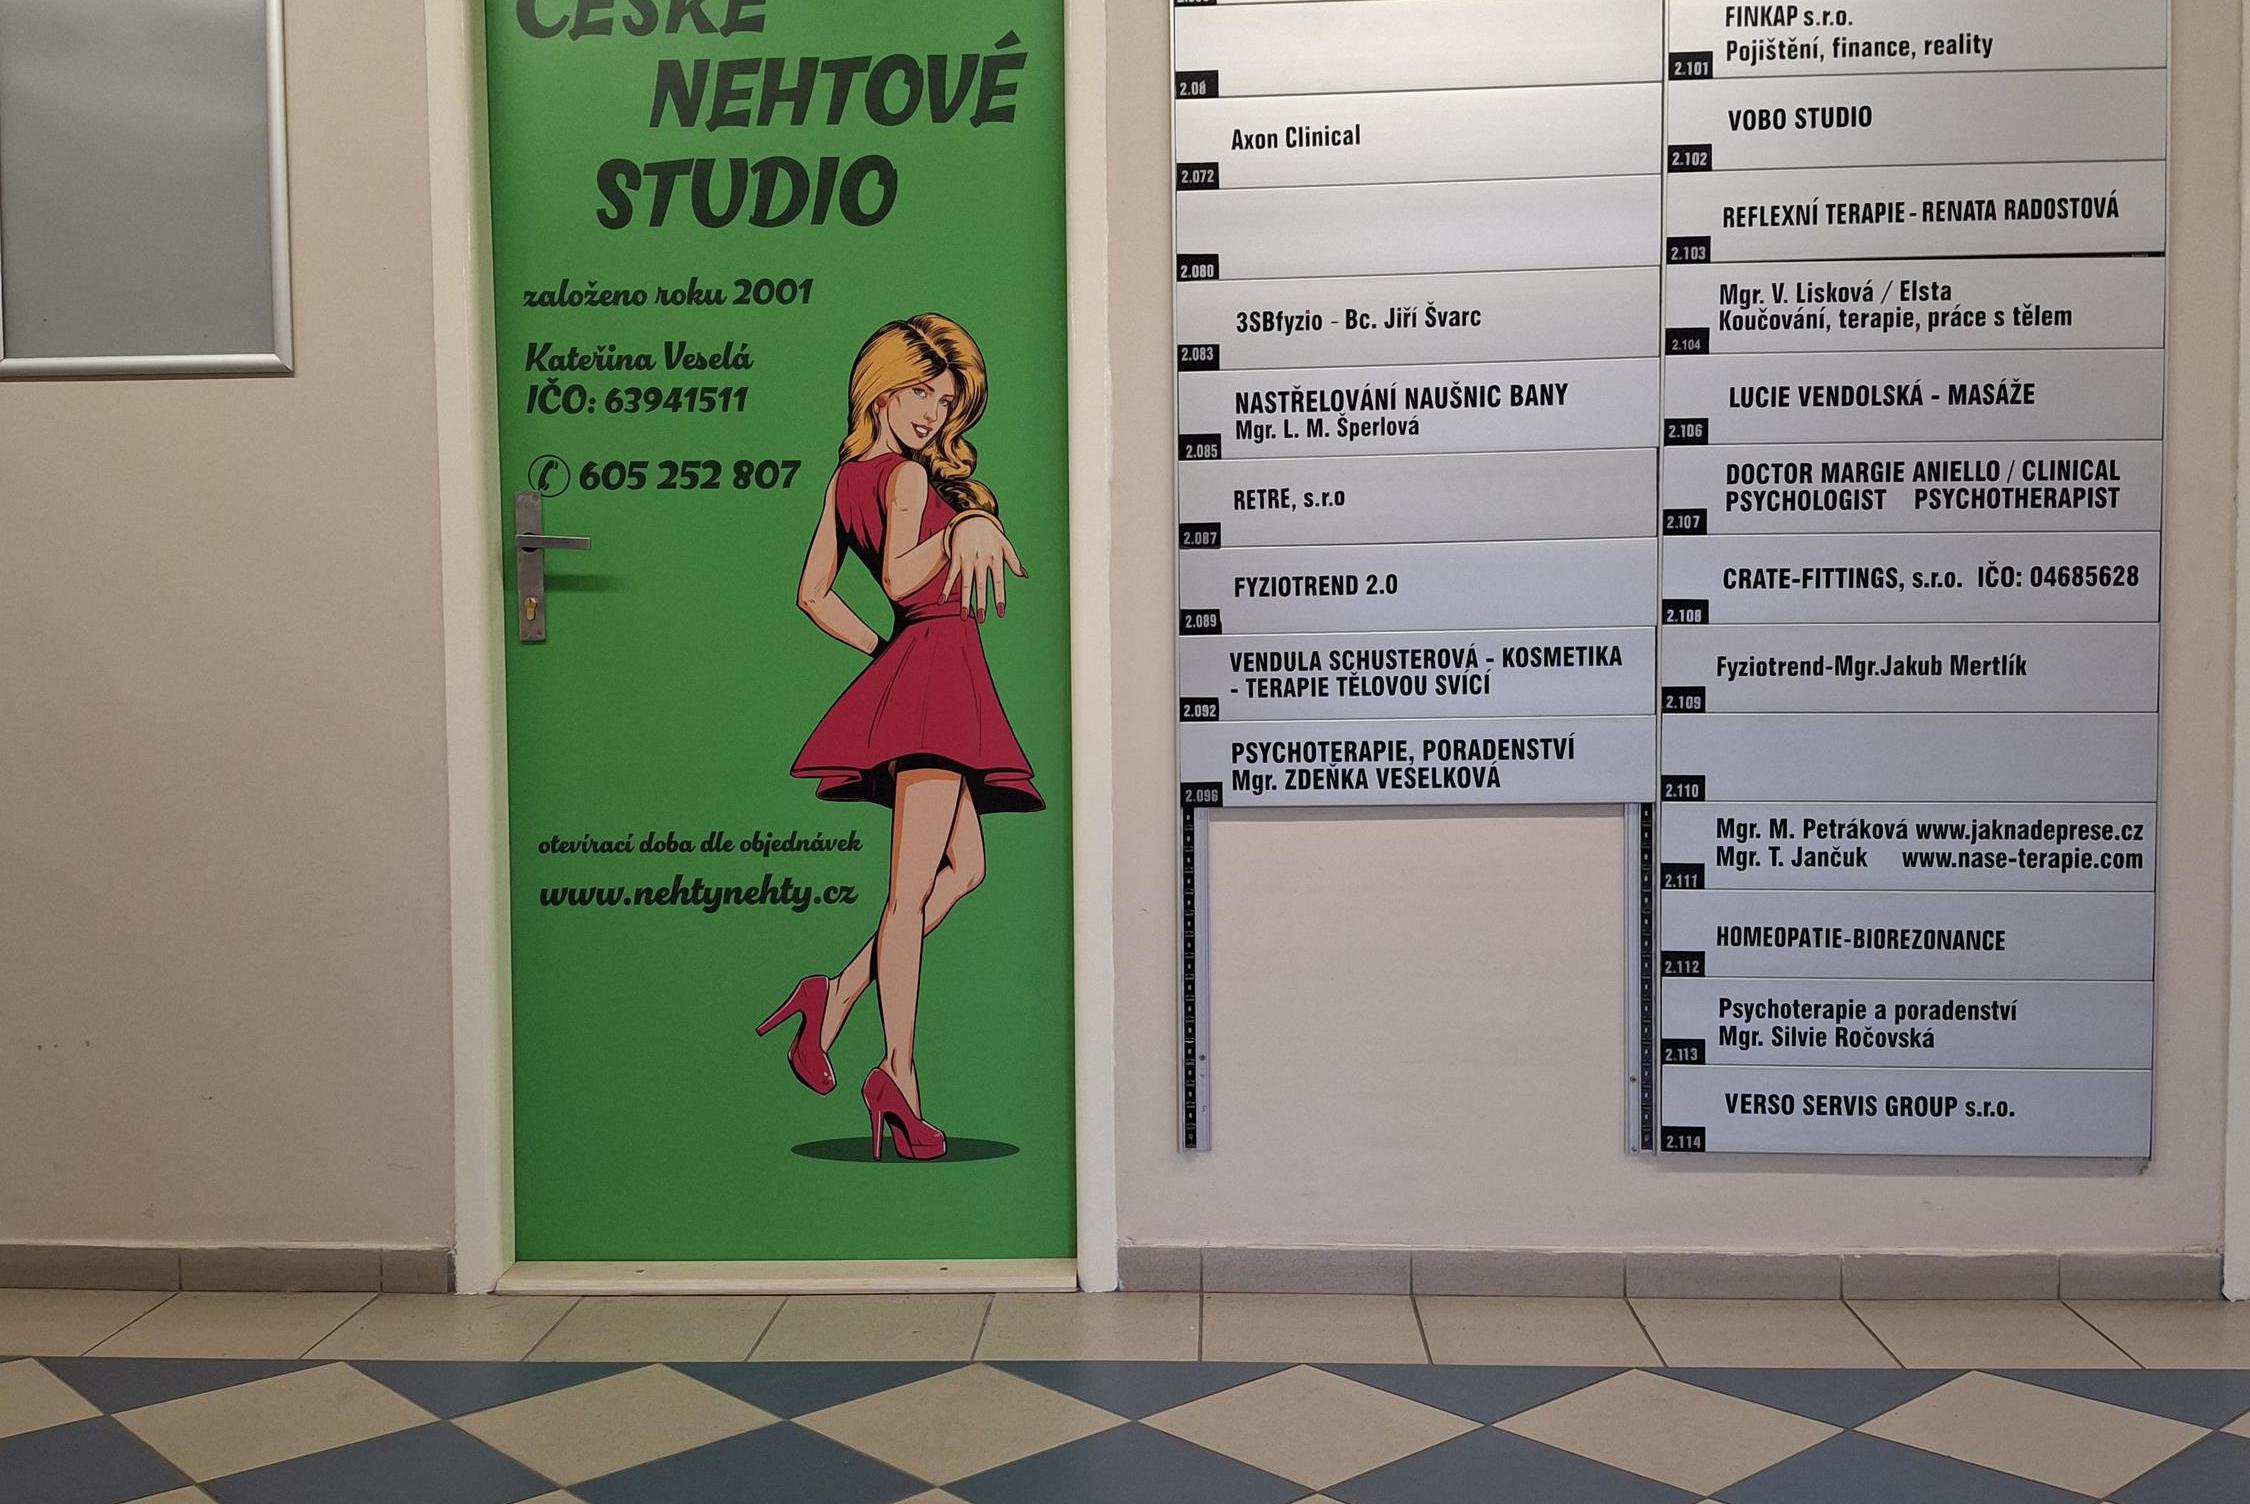 ČESKÉ
NEHTOVÉ
STUDIO
založeno roku 2001
Kateřina Veselá
IČO: 63941511
605 252 807
otevírací doba dle objednávek
www.nehtynehty.cz
2.08
Axon Clinical
2.072
2.080
3SBfyzio - Bc. Jiří Švarc
2.083
NASTŘELOVÁNÍ NAUŠNIC BANY
Mgr. L. M. Šperlová
2.085
RETRE, s.r.o
2.087
FYZIOTREND 2.0
2.089
VENDULA SCHUSTEROVÁ - KOSMETIKA
- TERAPIE TĚLOVOU SVÍCÍ
2.092
PSYCHOTERAPIE, PORADENSTVÍ
Mgr. ZDEŇKA VESELKOVÁ
2.096
FINKAP s.r.o.
Pojištění, finance, reality
2.101
VOBO STUDIO
2.102
REFLEXNÍ TERAPIE - RENATA RADOSTOVÁ
2.103
Mgr. V. Lisková / Elsta
Koučování, terapie, práce s tělem
2.104
LUCIE VENDOLSKÁ - MASÁŽE
2.106
DOCTOR MARGIE ANIELLO / CLINICAL
PSYCHOLOGIST PSYCHOTHERAPIST
2.107
CRATE-FITTINGS, s.r.o. IČO: 04685628
2.108
Fyziotrend-Mgr.Jakub Mertlík
2.109
2.110
Mgr. M. Petráková www.jaknadeprese.cz
Mgr. T. Jančuk www.nase-terapie.com
2.111
HOMEOPATIE-BIOREZONANCE
2.112
Psychoterapie a poradenství
Mgr. Silvie Ročovská
2.113
VERSO SERVIS GROUP s.r.o.
2.114